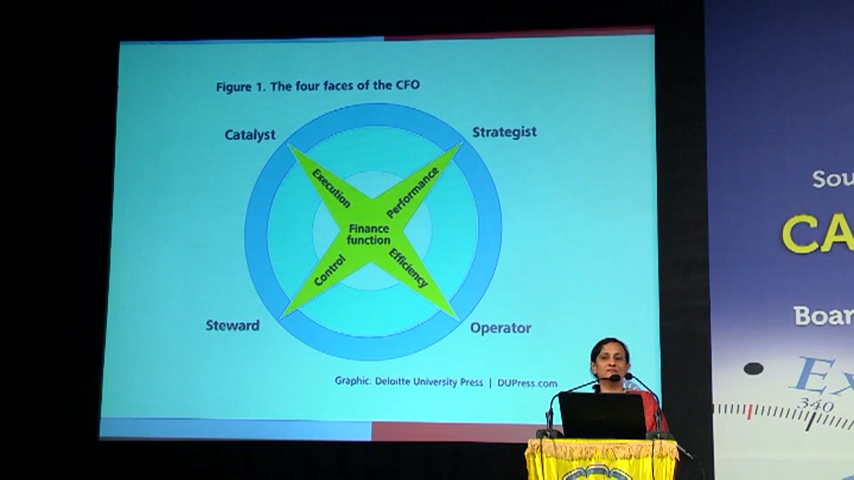 Figure 1. The four faces of the CFO
Catalyst
Strategist
Execution
Performance
Finance
function
Control
Efficiency
Steward
Operator
Graphic: Deloitte University Press | DUPress.com
Sou
CA
Boar
Ex
340